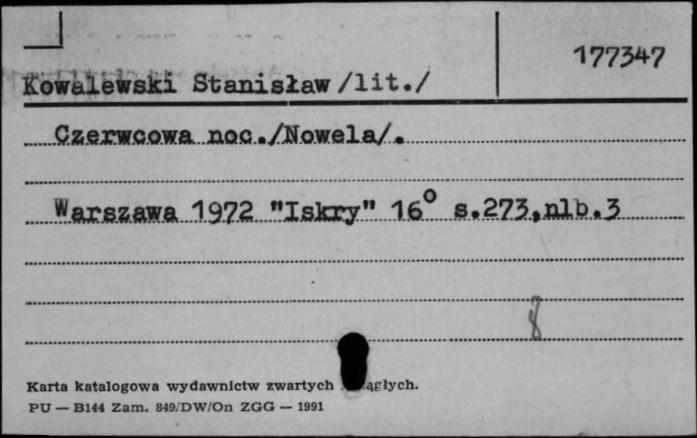 177347
Kowalewski Stanisław /lit./
Czerwcowa noc./Nowela/.
Warszawa 1972 "Iskry" 16° s.273,nlb.3
8
Karta katalogowa wydawnictw zwartych
PU — B144 Zam. 849/DW/On ZGG — 1991